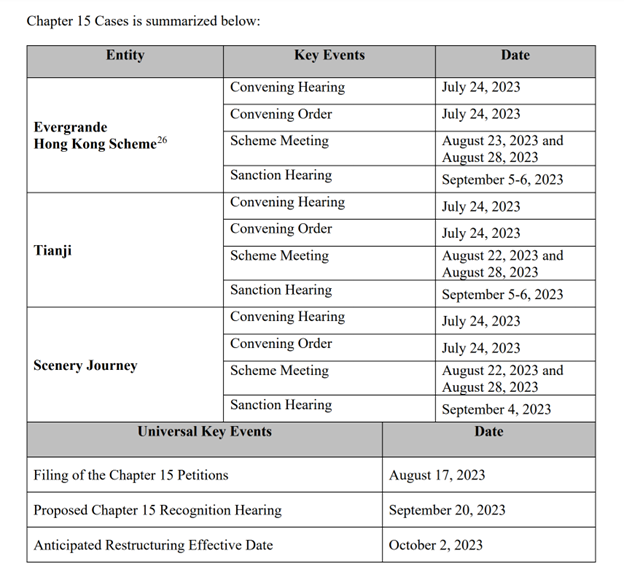 Chapter 15 Cases is summarized below:
Entity Key Events Date
Evergrande
Hong Kong Scheme26
Convening Hearing July 24, 2023
Convening Order July 24, 2023
Scheme Meeting August 23, 2023 and
August 28, 2023
Sanction Hearing September 5-6, 2023
Tianji
Convening Hearing July 24, 2023
Convening Order July 24, 2023
Scheme Meeting August 22, 2023 and
August 28, 2023
Sanction Hearing September 5-6, 2023
Scenery Journey
Convening Hearing July 24, 2023
Convening Order July 24, 2023
Scheme Meeting August 22, 2023 and
August 28, 2023
Sanction Hearing September 4, 2023
Universal Key Events Date
Filing of the Chapter 15 Petitions August 17, 2023
Proposed Chapter 15 Recognition Hearing September 20, 2023
Anticipated Restructuring Effective Date October 2, 2023